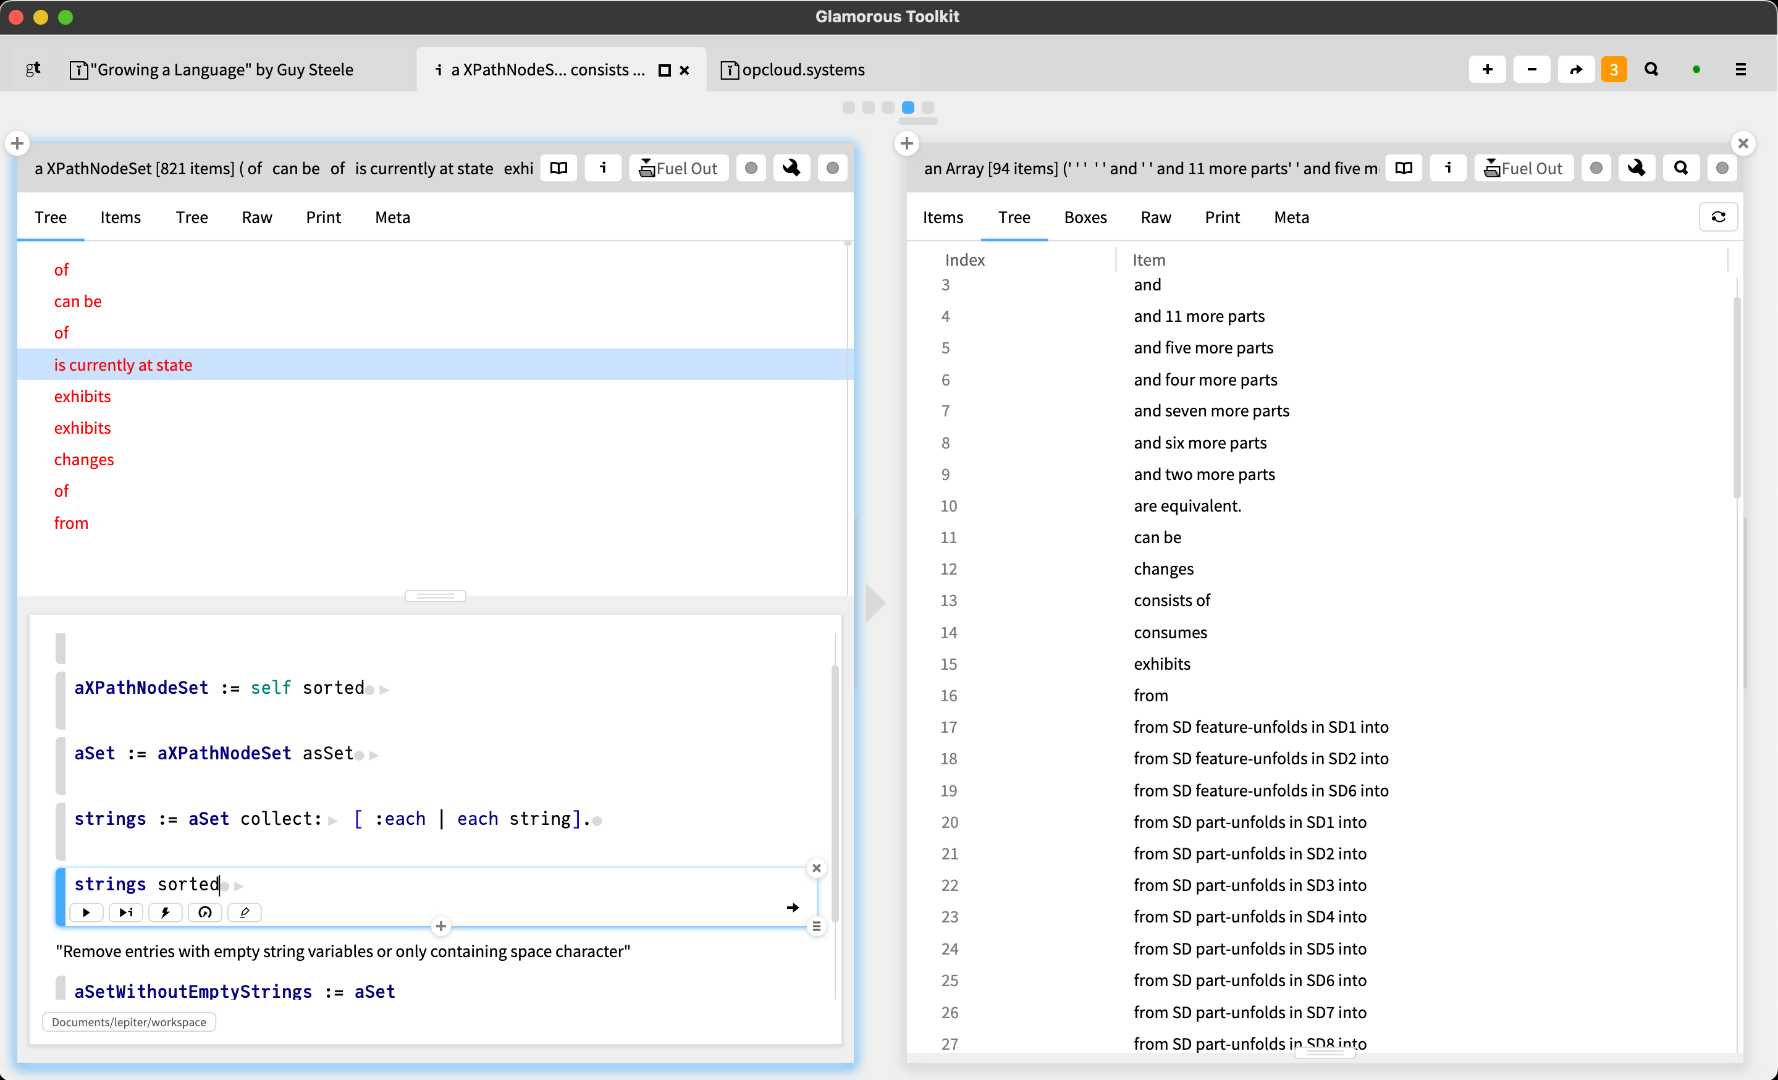 Glamorous Toolkit
gt
"Growing a Language" by Guy Steele
i a XPathNodeS... consists ...
opcloud.systems
3
a XPathNodeSet [821 items] ( of can be of is currently at state exhi
i
Fuel Out
Tree Items Tree Raw Print Meta
of
can be
of
is currently at state
exhibits
exhibits
changes
of
from
aXPathNodeSet := self sorted
aSet := aXPathNodeSet asSet
strings := aSet collect: [ :each | each string].
strings sorted
"Remove entries with empty string variables or only containing space character"
aSetWithoutEmptyStrings := aSet
Documents/lepiter/workspace
an Array [94 items] (' ' ' ' ' and ' ' and 11 more parts' ' and five m
i
Fuel Out
Items Tree Boxes Raw Print Meta
Index Item
3 and
4 and 11 more parts
5 and five more parts
6 and four more parts
7 and seven more parts
8 and six more parts
9 and two more parts
10 are equivalent.
11 can be
12 changes
13 consists of
14 consumes
15 exhibits
16 from
17 from SD feature-unfolds in SD1 into
18 from SD feature-unfolds in SD2 into
19 from SD feature-unfolds in SD6 into
20 from SD part-unfolds in SD1 into
21 from SD part-unfolds in SD2 into
22 from SD part-unfolds in SD3 into
23 from SD part-unfolds in SD4 into
24 from SD part-unfolds in SD5 into
25 from SD part-unfolds in SD6 into
26 from SD part-unfolds in SD7 into
27 from SD part-unfolds in SD8 into